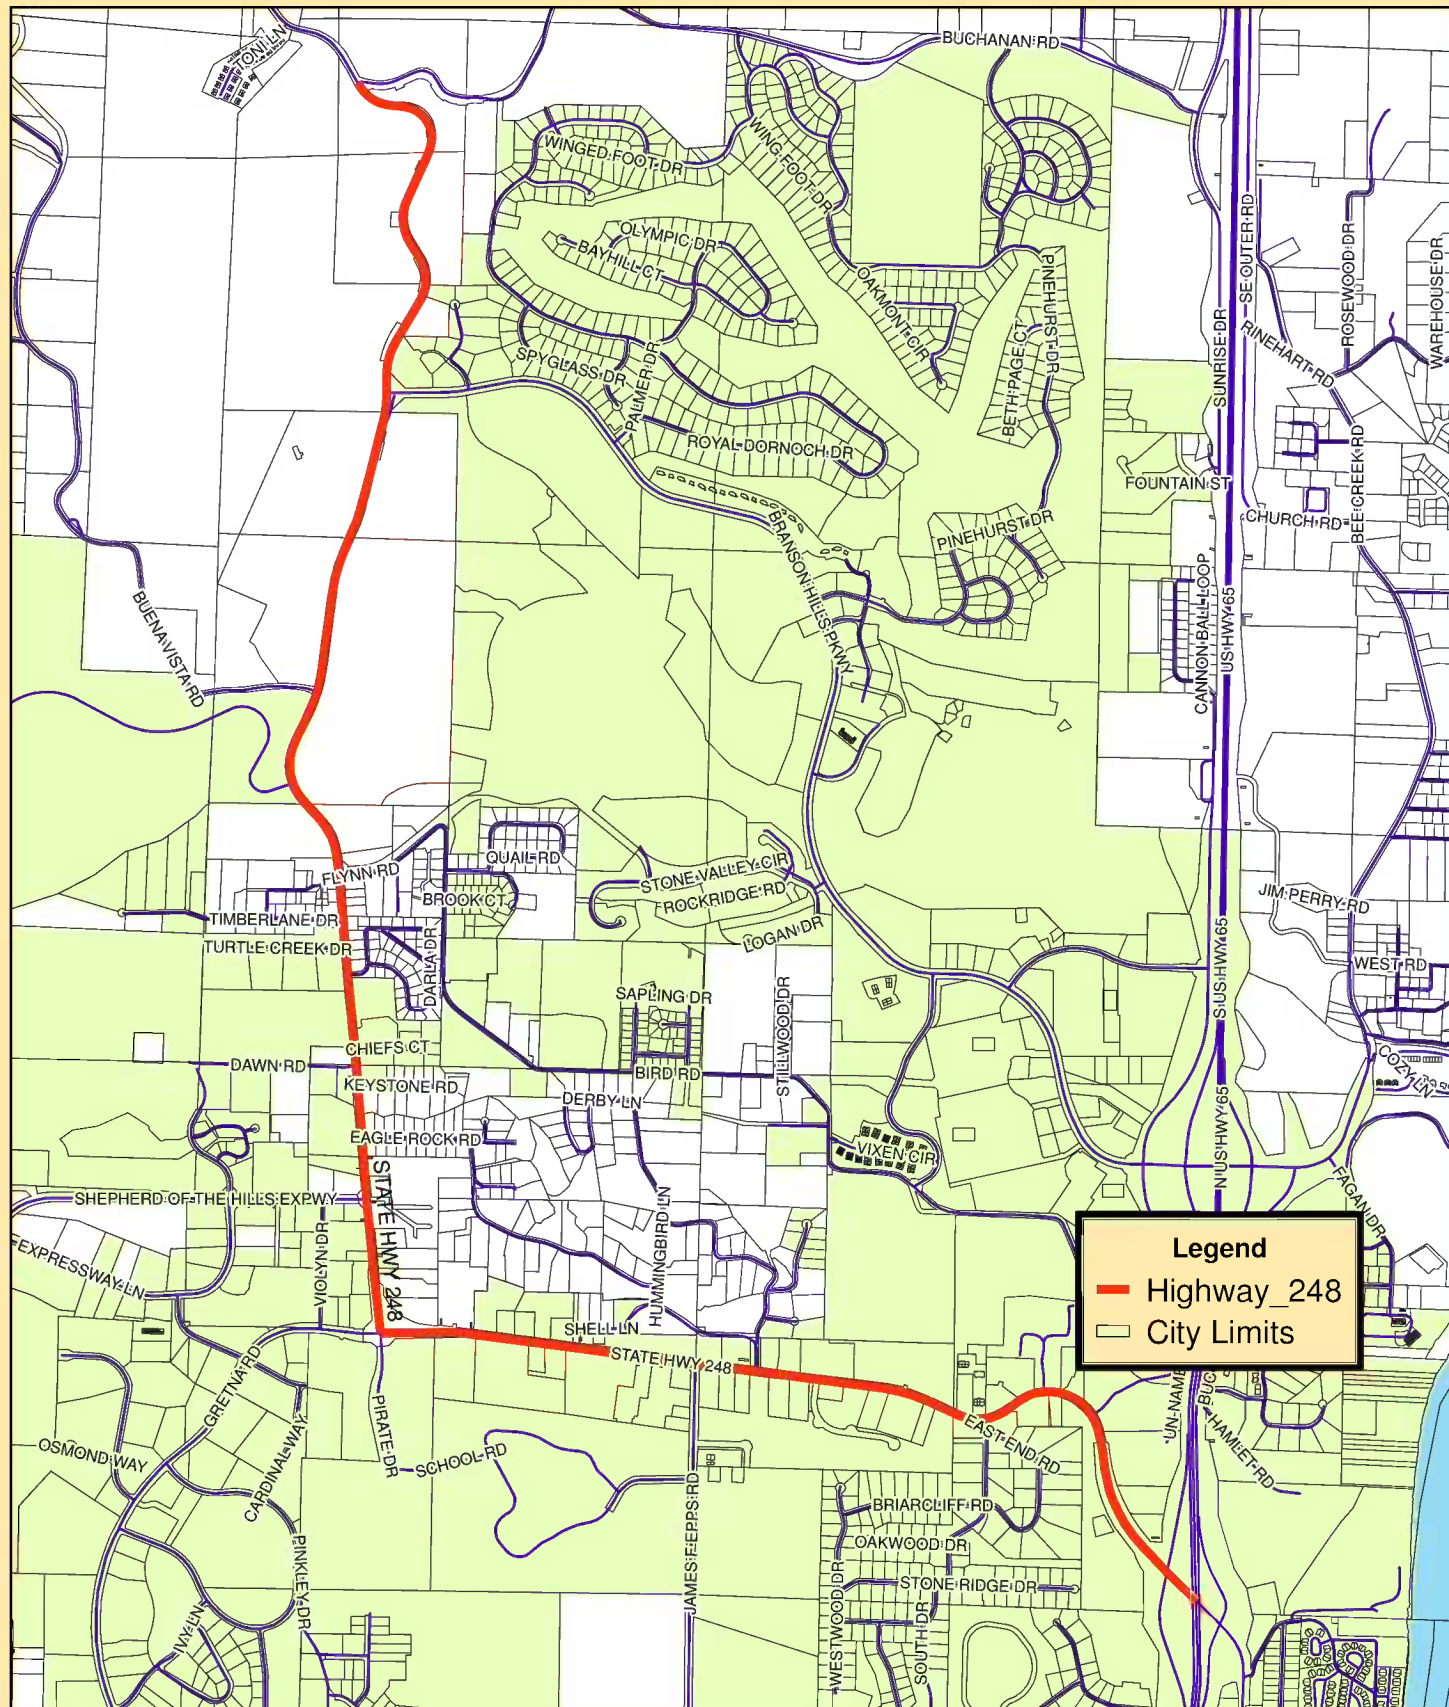 TONI LN
BUCHANAN RD
WINGED FOOT DR
WING FOOT DR
OLYMPIC DR
BAYHILL CT
OAKMONT CIR
PINEHURST DR
BETH PAGE CT
SUNRISE DR
SE OUTER RD
ROSEWOOD DR
WAREHOUSE DR
RINEHART RD
SPYGLASS DR
PALMER DR
ROYAL DORNOCH DR
FOUNTAIN ST
CHURCH RD
BEE CREEK RD
BRANSON HILLS PKWY
PINEHURST DR
CANNON BALL LOOP
US HWY 65
BUENA VISTA RD
FLYNN RD
QUAIL RD
BROOK CT
STONE VALLEY CIR
ROCKRIDGE RD
LOGAN DR
JIM PERRY RD
TIMBERLANE DR
TURTLE CREEK DR
DARLA DR
WEST RD
S US HWY 65
SAPLING DR
STILLWOOD DR
CHIEFS CT
DAWN RD
KEYSTONE RD
BIRD RD
DERBY LN
COZY LN
EAGLE ROCK RD
VIXEN CIR
N US HWY 65
FAGAN DR
SHEPHERD OF THE HILLS EXPWY
STATE HWY 248
HUMMINGBIRD LN
EXPRESSWAY LN
VIOLYN DR
Legend
Highway_248
City Limits
SHELL LN
STATE HWY 248
GRETNA RD
PIRATE DR
UN-NAME
BUC
HAMLET RD
OSMOND WAY
CARDINAL WAY
SCHOOL RD
EAST END RD
JAMES F EPPS RD
BRIARCLIFF RD
OAKWOOD DR
STONE RIDGE DR
PINKLEY DR
IVY LN
WESTWOOD DR
SOUTH DR